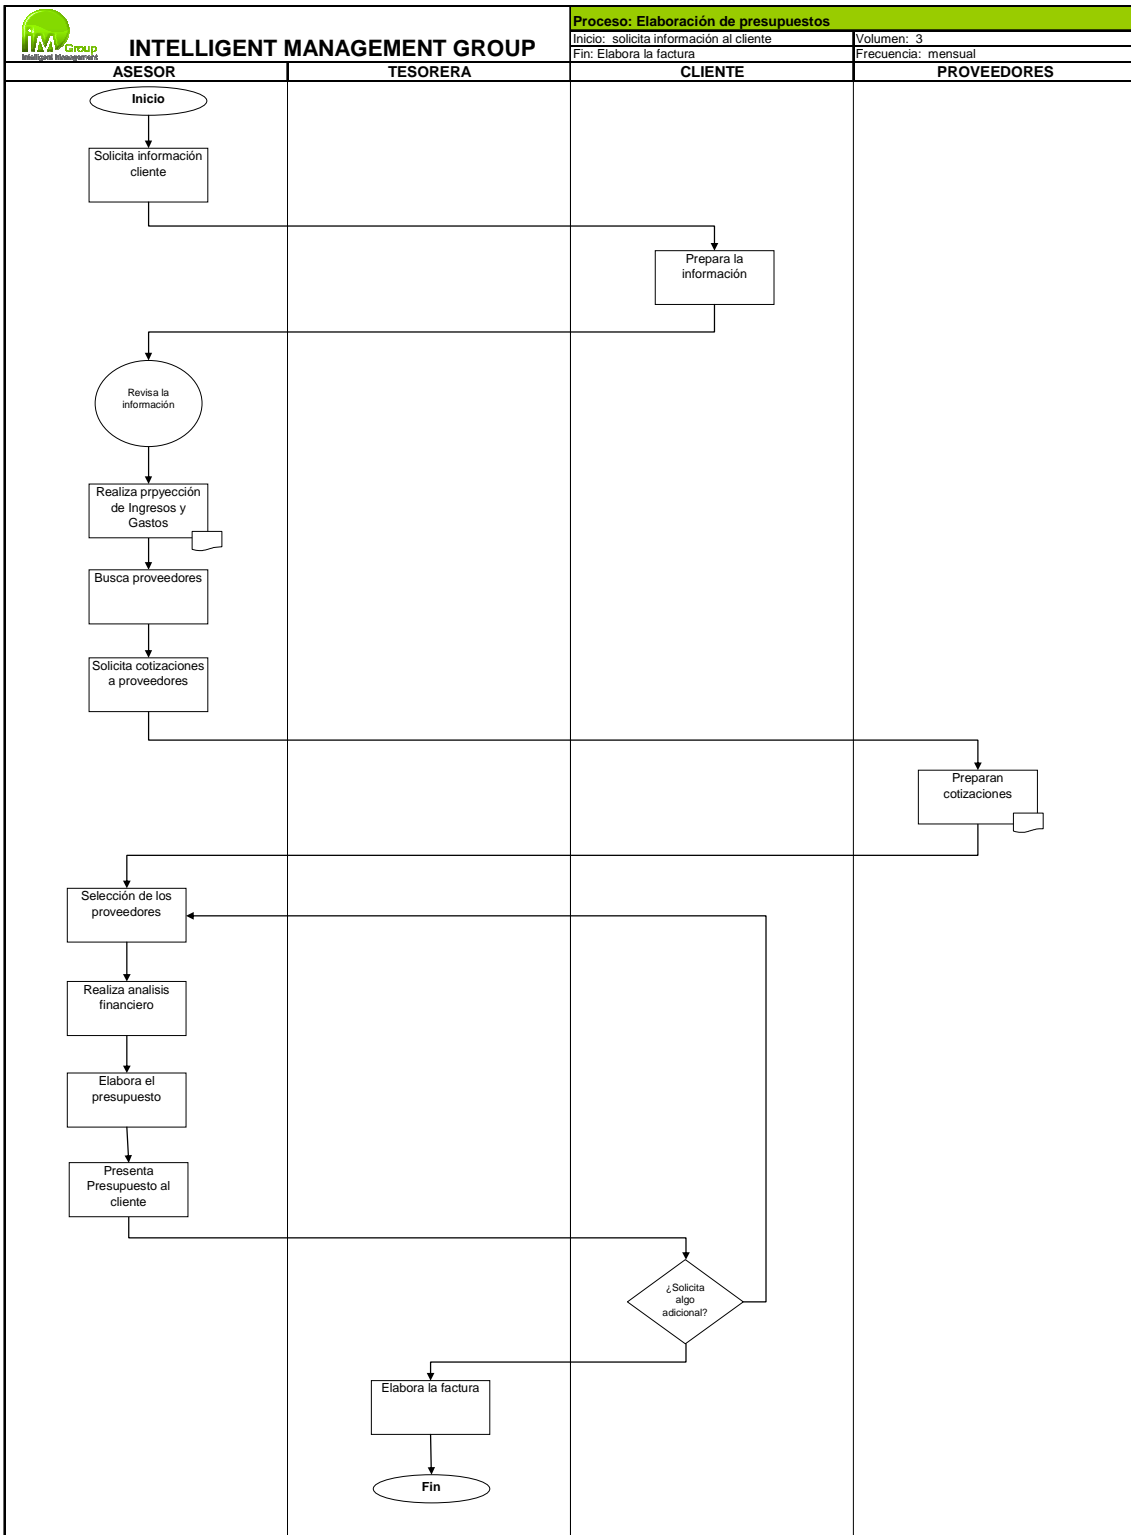 iM Group
Intelligent Management
INTELLIGENT MANAGEMENT GROUP
Proceso: Elaboración de presupuestos
Inicio: solicita información al cliente
Volumen: 3
Fin: Elabora la factura
Frecuencia: mensual
ASESOR
TESORERA
CLIENTE
PROVEEDORES
Inicio
Solicita información
cliente
Prepara la
información
Revisa la
información
Realiza prpyección
de Ingresos y
Gastos
Busca proveedores
Solicita cotizaciones
a proveedores
Preparan
cotizaciones
Selección de los
proveedores
Realiza analisis
financiero
Elabora el
presupuesto
Presenta
Presupuesto al
cliente
¿Solicita
algo
adicional?
Elabora la factura
Fin